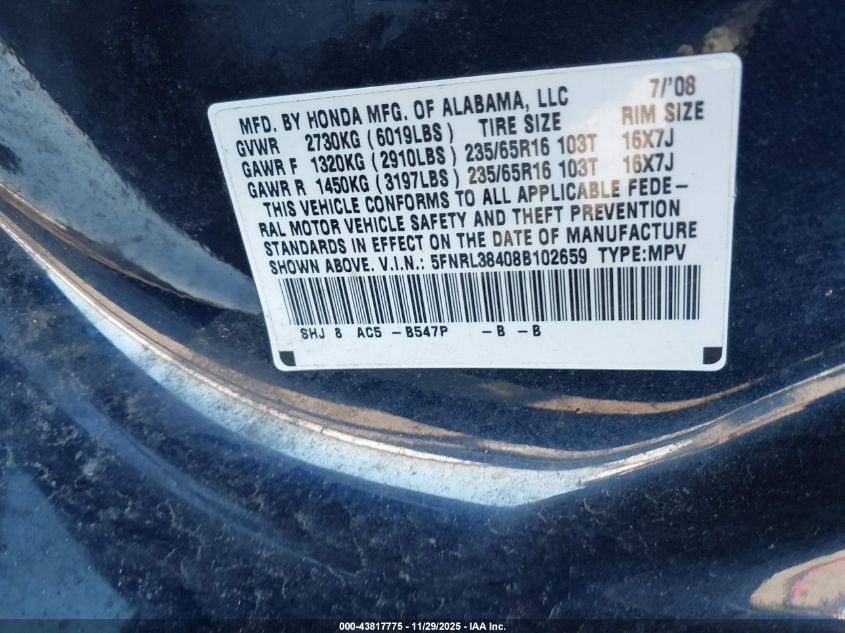 MFD. BY HONDA MFG. OF ALABAMA, LLC 7/'08
GVWR 2730KG (6019LBS) TIRE SIZE RIM SIZE
GAWR F 1320KG (2910LBS) 235/65R16 103T 16X7J
GAWR R 1450KG (3197LBS) 235/65R16 103T 16X7J
THIS VEHICLE CONFORMS TO ALL APPLICABLE FEDE-
RAL MOTOR VEHICLE SAFETY AND THEFT PREVENTION
STANDARDS IN EFFECT ON THE DATE OF MANUFACTURE
SHOWN ABOVE. V.I.N.: 5FNRL38408B102659 TYPE:MPV
SHJ 8 AC5 -B547P -B -B
000-43817775 - 11/29/2025 - IAA Inc.